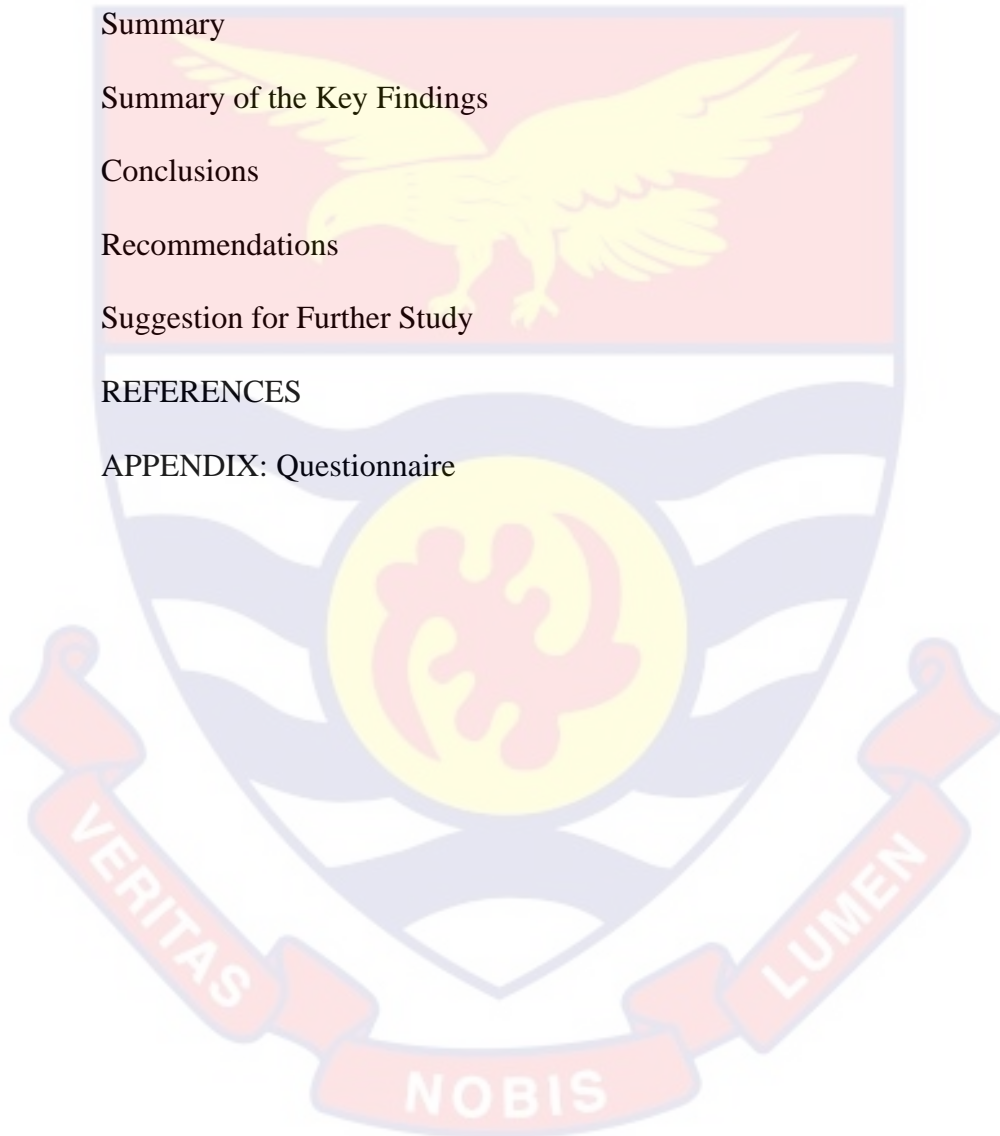 Summary
Summary of the Key Findings
Conclusions
Recommendations
Suggestion for Further Study
REFERENCES
APPENDIX: Questionnaire
VERITAS
NOBIS
LUMEN